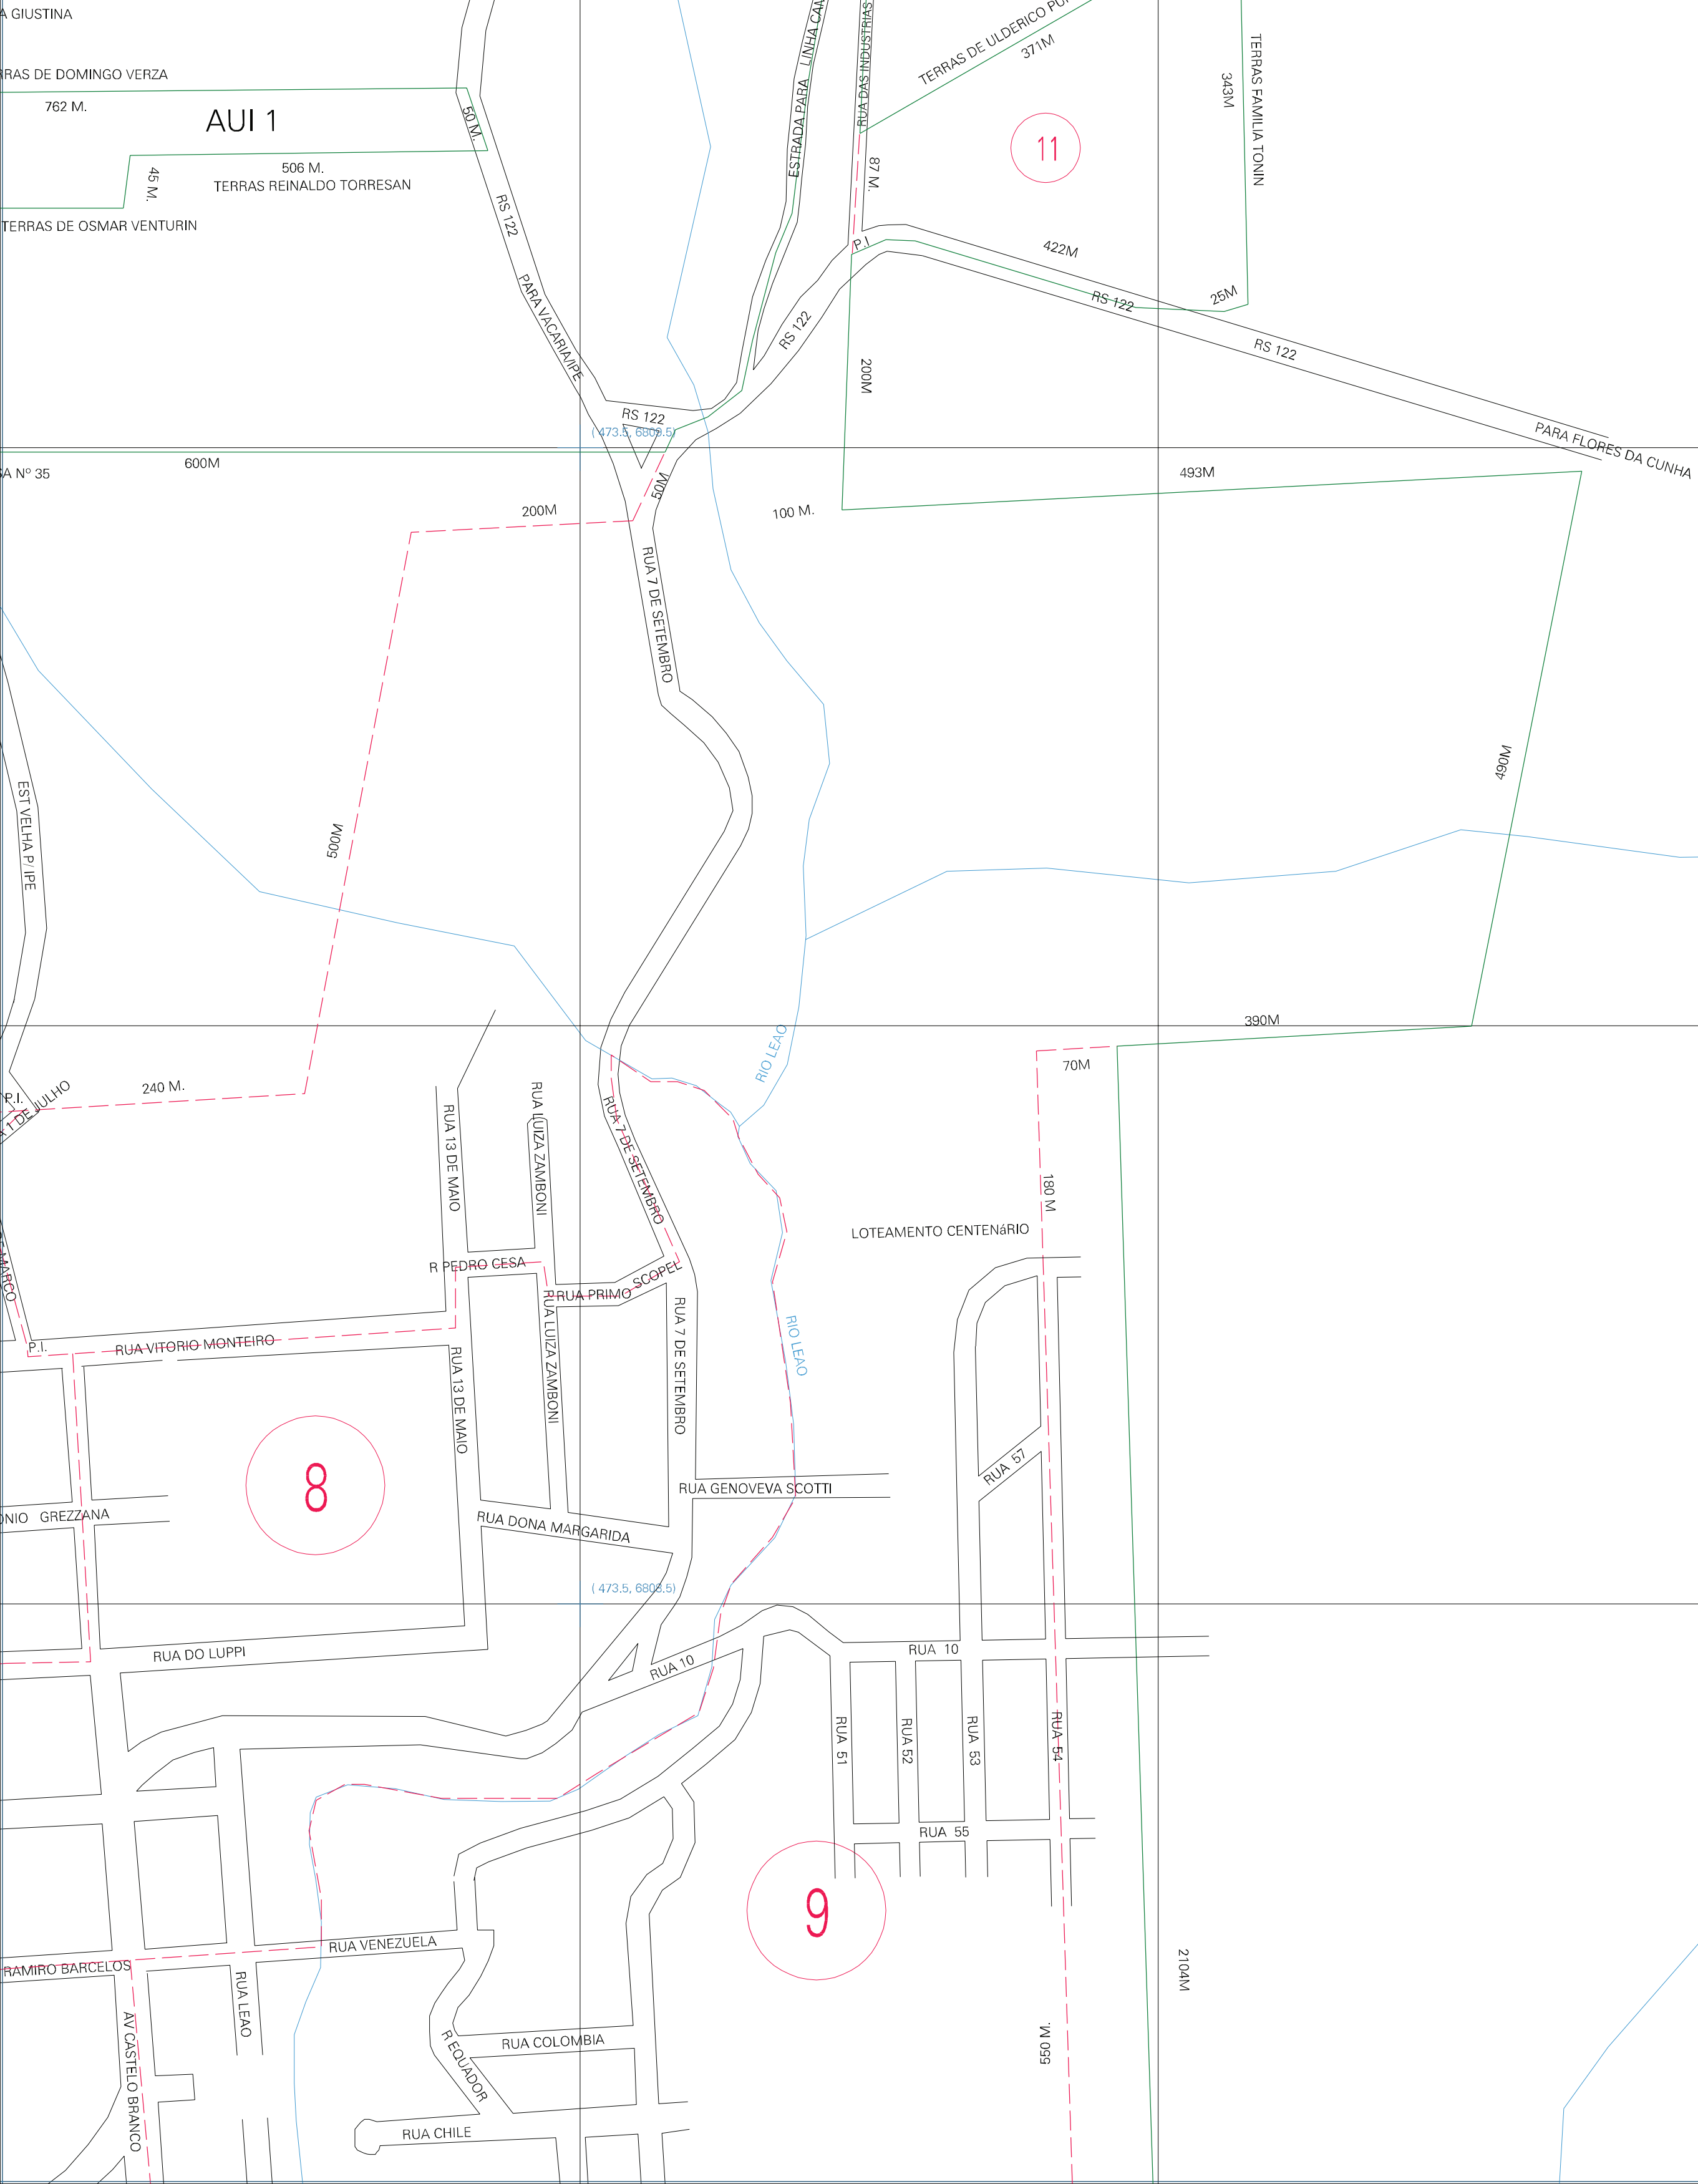 A GIUSTINA
RRAS DE DOMINGO VERZA
762 M.
AUI 1
50 M.
506 M.
TERRAS REINALDO TORRESAN
45 M.
TERRAS DE OSMAR VENTURIN
RS 122
PARA VACARIA/IPE
ESTRADA PARA LINHA CAM
RUA DAS INDUSTRIAS
TERRAS DE ULDERICO
371M
343M
TERRAS FAMILIA TONIN
11
87 M.
P.I
422M
RS 122
25M
RS 122
RS 122
PARA FLORES DA CUNHA
200M
RS 122
( 473.5, 6809.5)
600M
SA Nº 35
50M
200M
100 M.
493M
RUA 7 DE SETEMBRO
490M
500M
EST VELHA P/ IPE
390M
RIO LEAO
70M
240 M.
P.I.
1 DE JULHO
RUA 13 DE MAIO
RUA LUIZA ZAMBONI
RUA 7 DE SETEMBRO
180 M
LOTEAMENTO CENTENáRIO
DE MARCO
R PEDRO CESA
RUA PRIMO
SCOPEL
RUA LUIZA ZAMBONI
RUA 7 DE SETEMBRO
RIO LEAO
P.I.
RUA VITORIO MONTEIRO
RUA 13 DE MAIO
8
RUA 57
RUA GENOVEVA SCOTTI
ONIO GREZZANA
RUA DONA MARGARIDA
( 473.5, 6808.5)
RUA DO LUPPI
RUA 10
RUA 10
RUA 51
RUA 52
RUA 53
RUA 54
RUA 55
9
RUA VENEZUELA
RAMIRO BARCELOS
RUA LEAO
2104M
AV CASTELO BRANCO
R EQUADOR
RUA COLOMBIA
550 M.
RUA CHILE